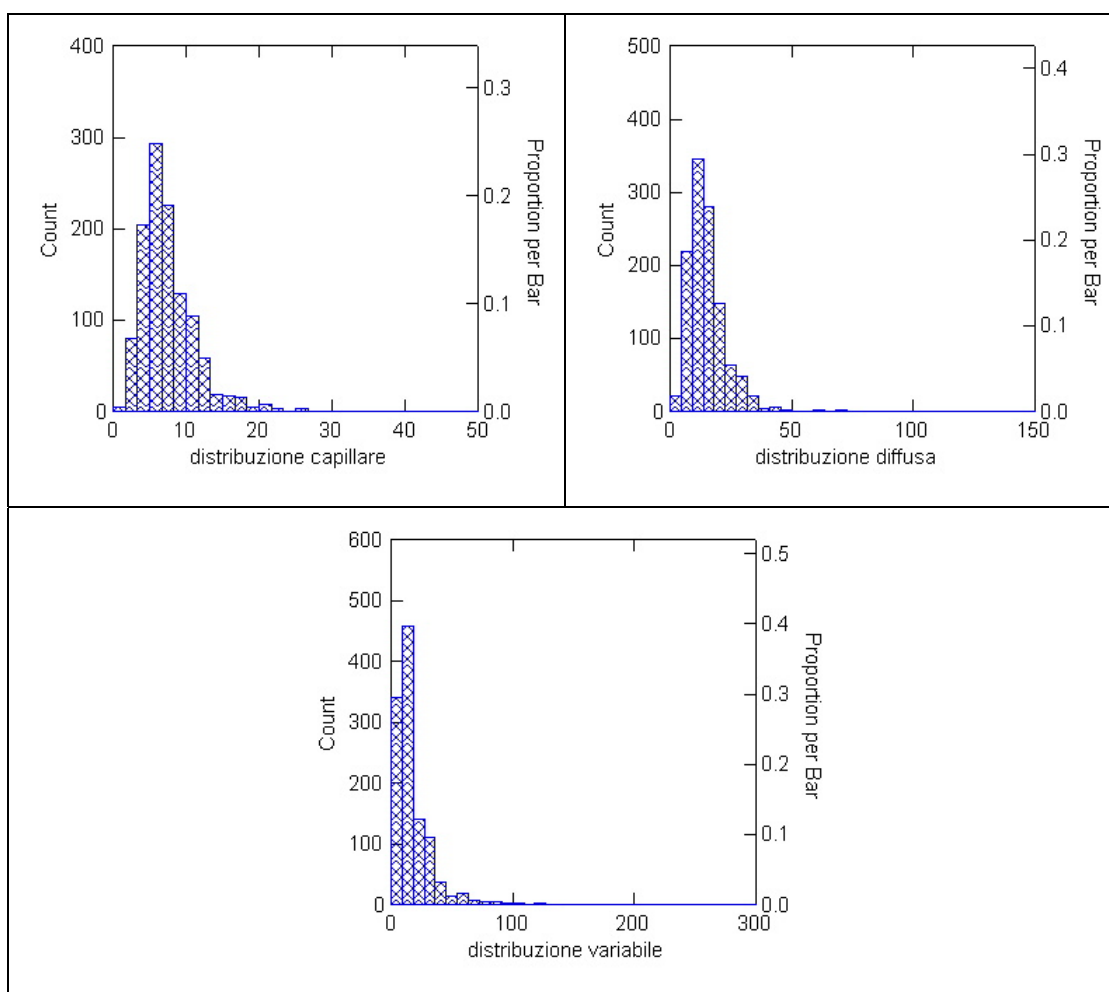 400
300
200
100
0
Count
0.3
0.2
0.1
0.0
Proportion per Bar
0 10 20 30 40 50
distribuzione capillare
500
400
300
200
100
0
Count
0.4
0.3
0.2
0.1
0.0
Proportion per Bar
0 50 100 150
distribuzione diffusa
600
500
400
300
200
100
0
Count
0.5
0.4
0.3
0.2
0.1
0.0
Proportion per Bar
0 100 200 300
distribuzione variabile